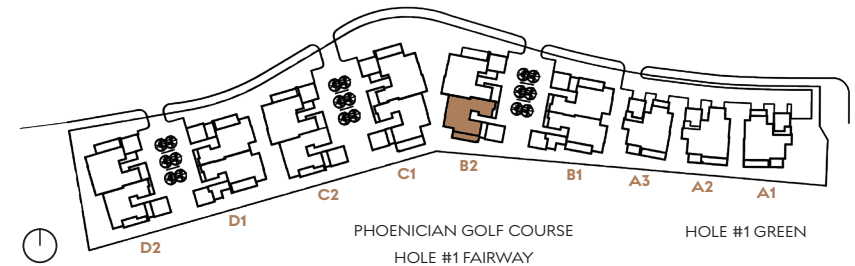 C1
B2
B1
A3
A2
A1
C2
D1
D2
PHOENICIAN GOLF COURSE
HOLE #1 FAIRWAY
HOLE #1 GREEN